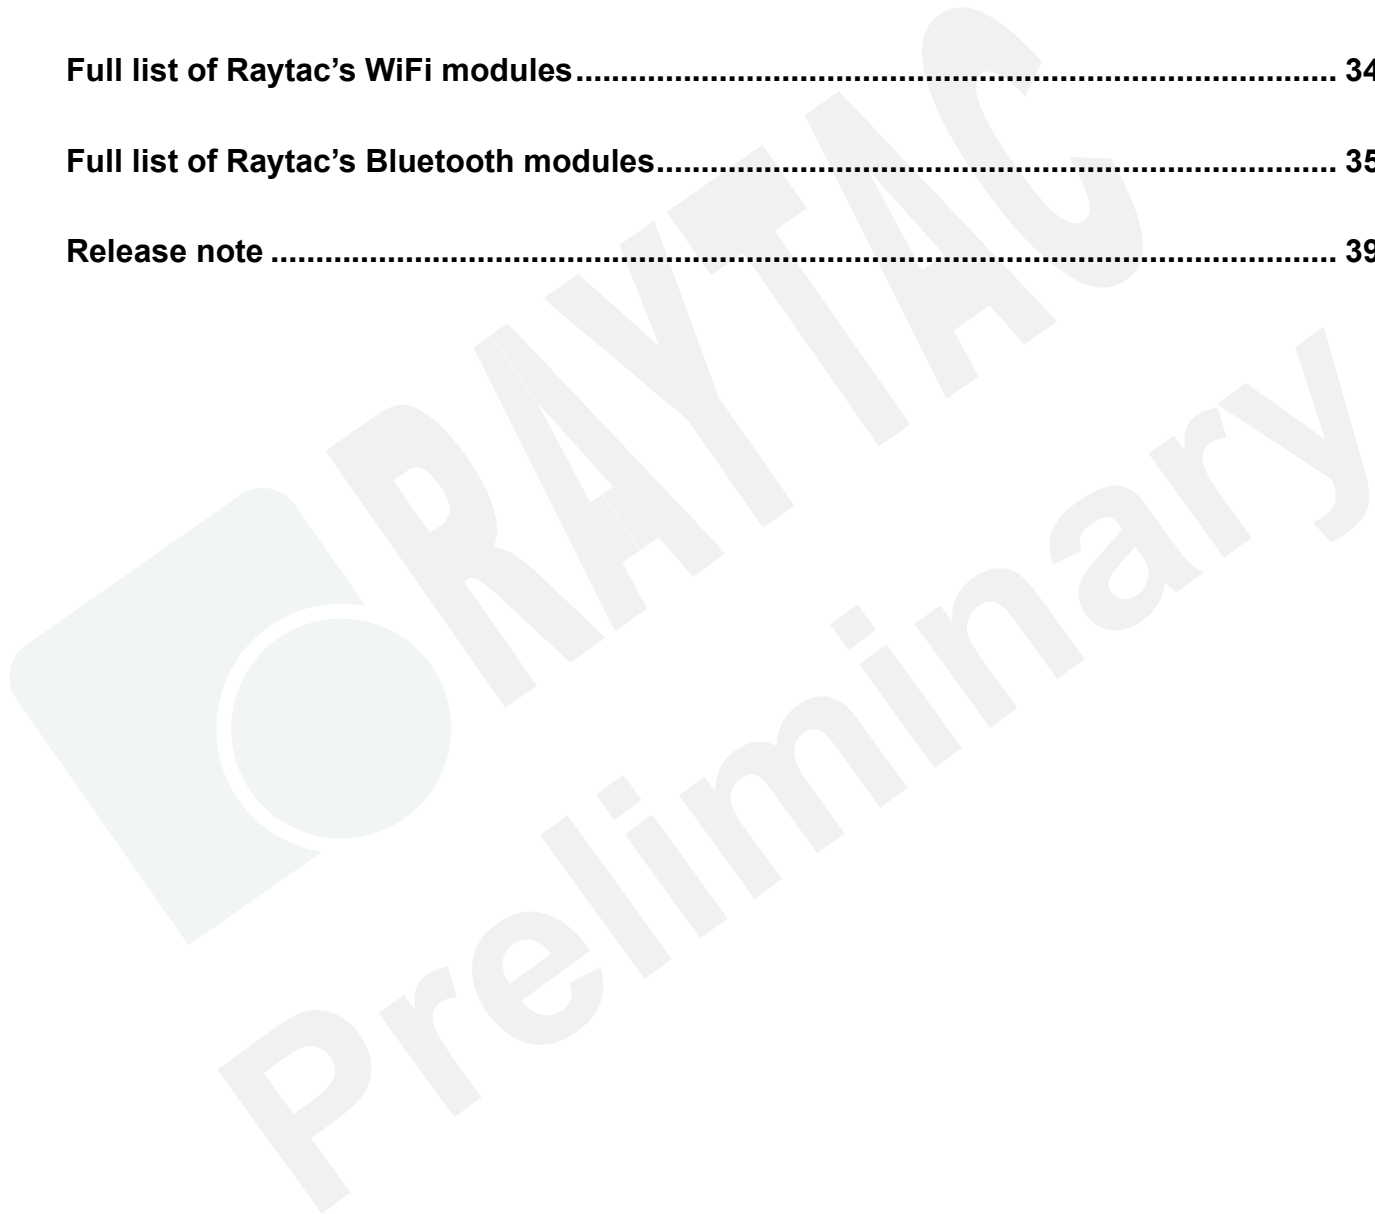 Full list of Raytac’s WiFi modules.................................................................................... 34
Full list of Raytac’s Bluetooth modules........................................................................... 35
Release note ...................................................................................................................... 39
RAYTAC
Preliminary